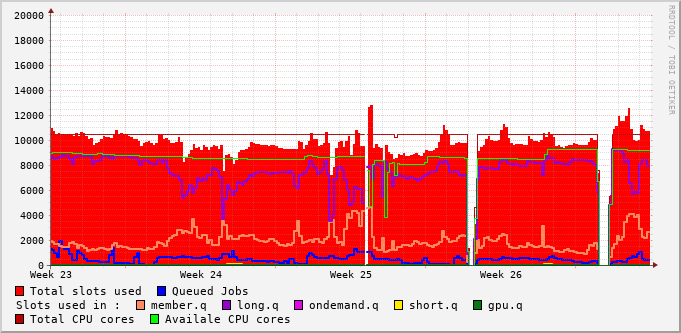 20000
18000
16000
14000
12000
10000
8000
6000
4000
2000
0
Week 23 Week 24 Week 25 Week 26
RRDTOOL / TOBI OETIKER
Total slots used Queued Jobs
Slots used in : member.q long.q ondemand.q short.q gpu.q
Total CPU cores Availale CPU cores